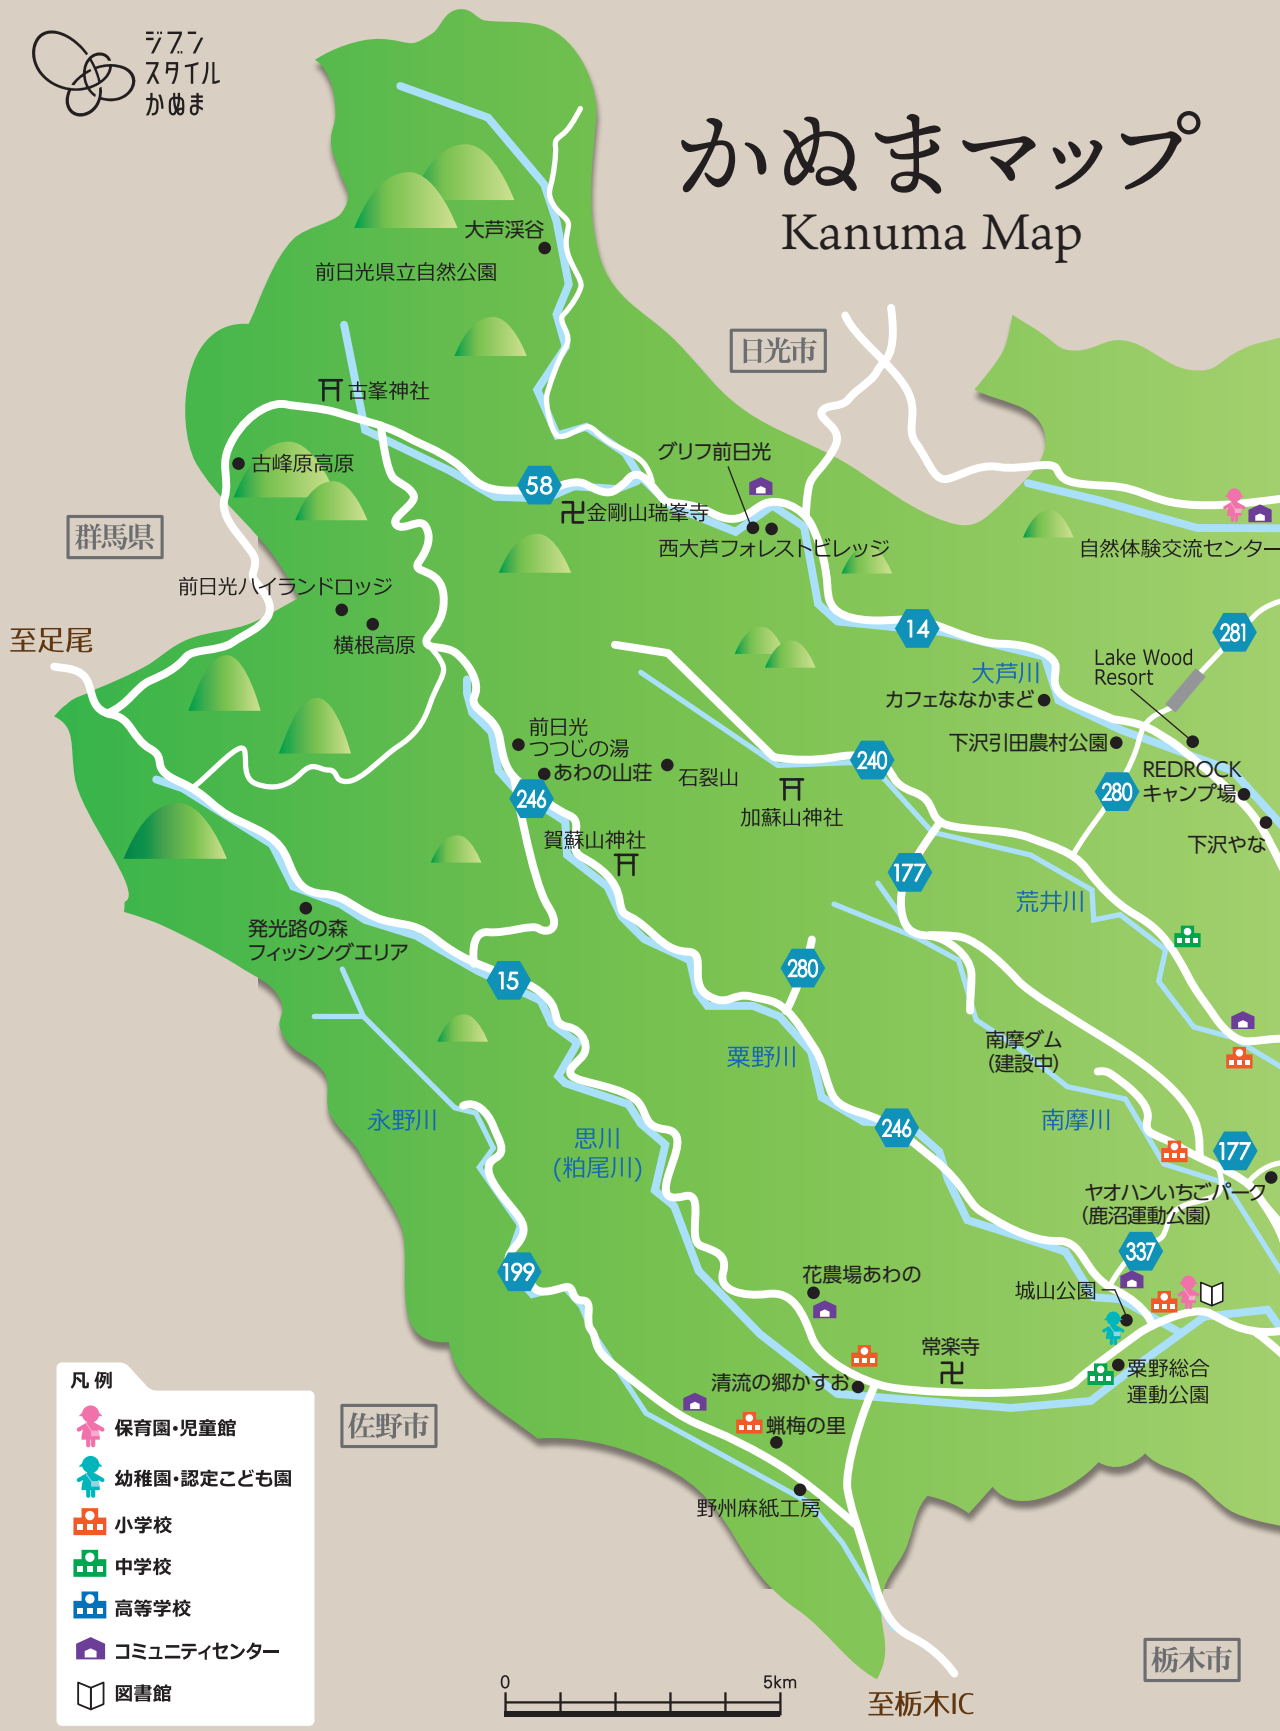 ジブン
スタイル
かぬま
かぬまマップ
Kanuma Map
大芦渓谷
前日光県立自然公園
日光市
古峯神社
グリフ前日光
古峰原高原
58
金剛山瑞峯寺
群馬県
西大芦フォレストビレッジ
自然体験交流センター
前日光ハイランドロッジ
至足尾
横根高原
14
281
大芦川
Lake Wood
Resort
カフェななかまど
前日光
つつじの湯
下沢引田農村公園
あわの山荘
石裂山
240
REDROCK
キャンプ場
246
280
加蘇山神社
賀蘇山神社
下沢やな
177
荒井川
発光路の森
フィッシングエリア
15
280
南摩ダム
(建設中)
粟野川
永野川
思川
(粕尾川)
246
南摩川
177
ヤオハンいちごパーク
(鹿沼運動公園)
337
199
花農場あわの
城山公園
常楽寺
粟野総合
運動公園
清流の郷かすお
蝋梅の里
佐野市
野州麻紙工房
凡例
保育園・児童館
幼稚園・認定こども園
小学校
中学校
高等学校
コミュニティセンター
図書館
栃木市
0 5km
至栃木IC